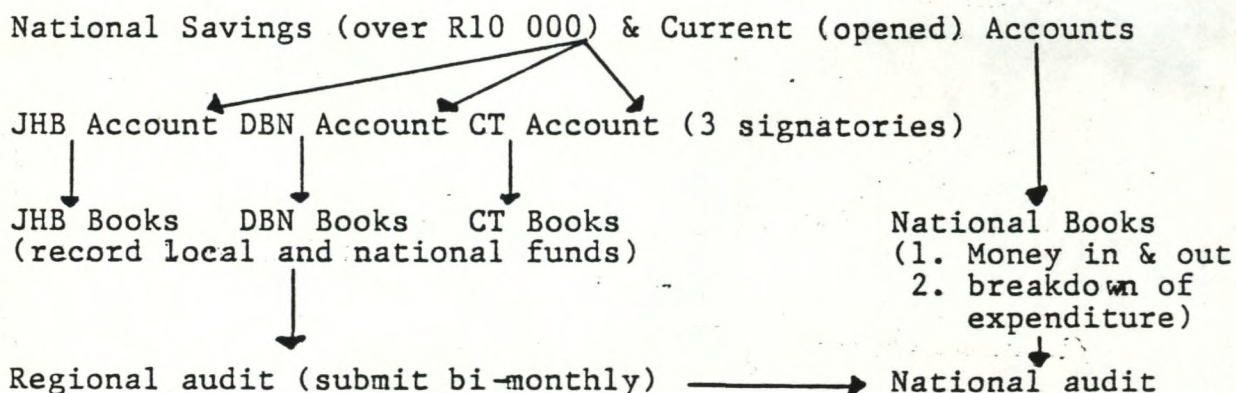 National Savings (over R10 000) & Current (opened) Accounts
JHB Account DBN Account CT Account (3 signatories)
JHB Books DBN Books CT Books
(record local and national funds)
National Books
(1. Money in & out
2. breakdown of
expenditure)
Regional audit (submit bi-monthly)
National audit